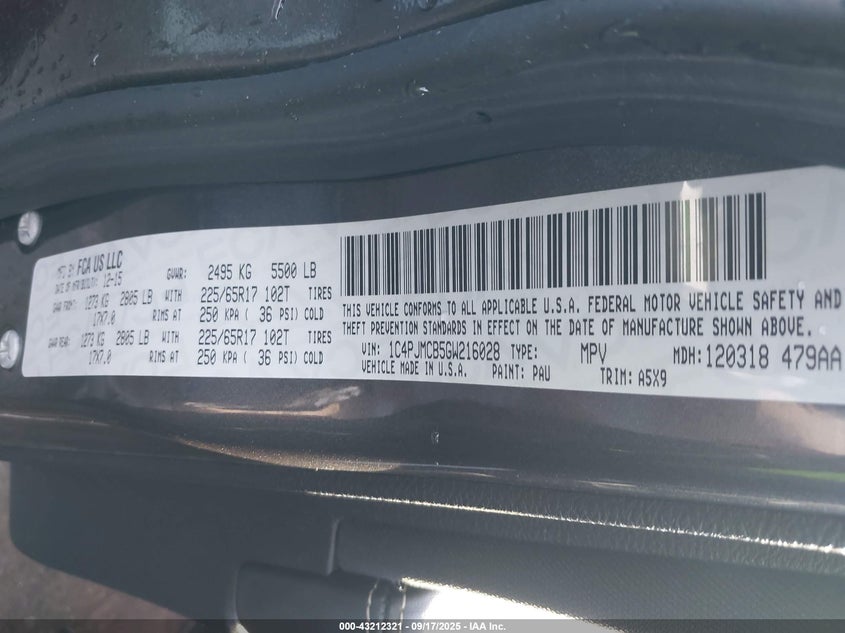 MFD BY FCA US LLC
DATE OF MFR/BUILT: 12-15 GVWR: 2495 KG 5500 LB
GAWR FRONT: 1273 KG 2805 LB WITH 225/65R17 102T TIRES
17X7.0 RIMS AT 250 KPA ( 36 PSI) COLD
GAWR REAR: 1273 KG 2805 LB WITH 225/65R17 102T TIRES
17X7.0 RIMS AT 250 KPA ( 36 PSI) COLD
THIS VEHICLE CONFORMS TO ALL APPLICABLE U.S.A. FEDERAL MOTOR VEHICLE SAFETY AND
THEFT PREVENTION STANDARDS IN EFFECT ON THE DATE OF MANUFACTURE SHOWN ABOVE.
VIN: 1C4PJMCB5GW216028 TYPE: MPV MDH: 120318 479AA
VEHICLE MADE IN U.S.A. PAINT: PAU TRIM: A5X9
000-43212321 - 09/17/2025 - IAA Inc.